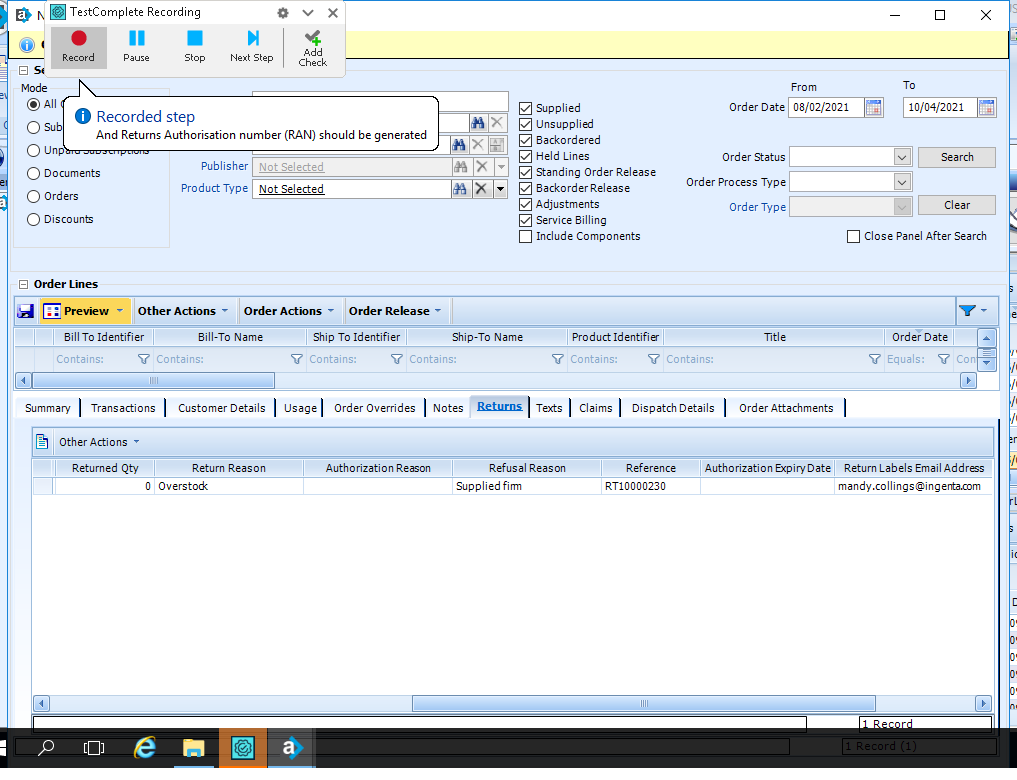 TestComplete Recording
Record
Pause
Stop
Next Step
Add
Check
Recorded step
And Returns Authorisation number (RAN) should be generated
Mode
All
Unpaid Subscriptions
Documents
Orders
Discounts
Publisher Not Selected
Product Type Not Selected
Supplied
Unsupplied
Backordered
Held Lines
Standing Order Release
Backorder Release
Adjustments
Service Billing
Include Components
From To
Order Date 08/02/2021 10/04/2021
Order Status Search
Order Process Type
Order Type Clear
Close Panel After Search
Order Lines
Preview Other Actions Order Actions Order Release
Bill To Identifier Bill-To Name Ship To Identifier Ship-To Name Product Identifier Title Order Date
Contains: Contains: Contains: Contains: Contains: Contains: Equals: Con
Summary Transactions Customer Details Usage Order Overrides Notes Returns Texts Claims Dispatch Details Order Attachments
Other Actions
Returned Qty Return Reason Authorization Reason Refusal Reason Reference Authorization Expiry Date Return Labels Email Address
0 Overstock Supplied firm RT10000230 mandy.collings@ingenta.com
1 Record
1 Record (1)